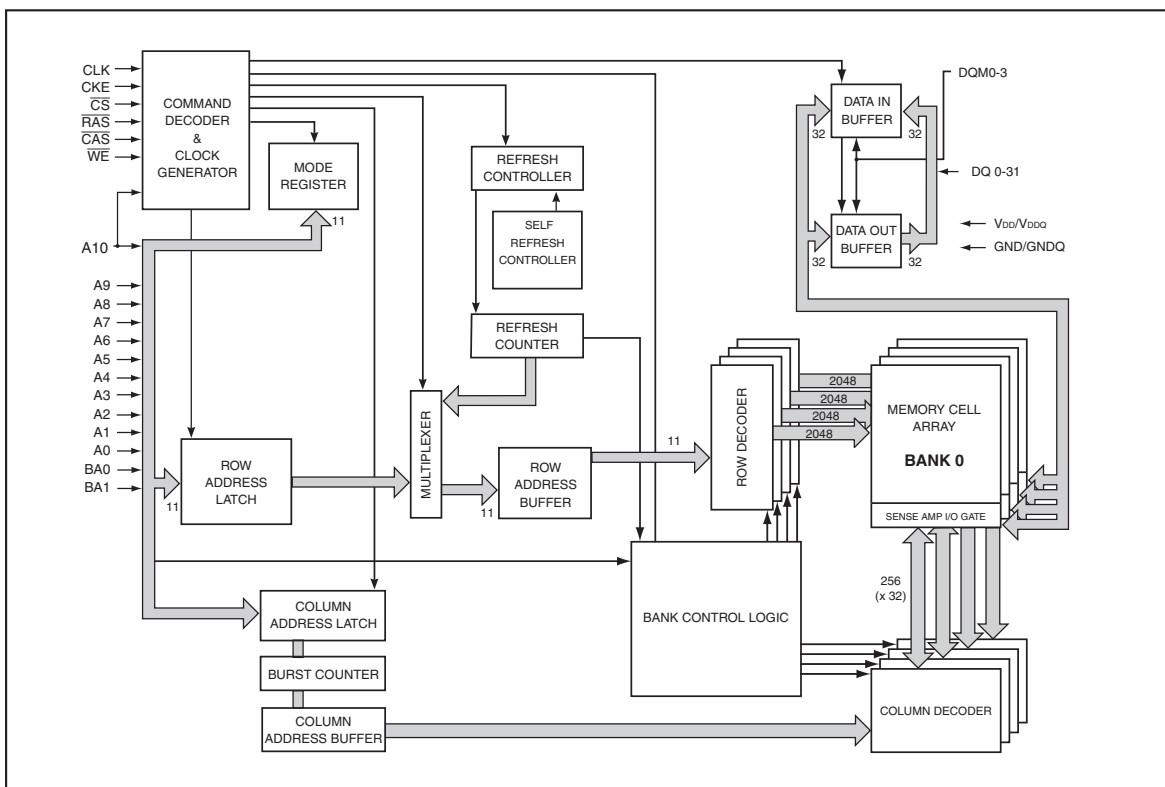 CLK
CKE
CS
RAS
CAS
WE
A10
A9
A8
A7
A6
A5
A4
A3
A2
A1
A0
BA0
BA1
COMMAND
DECODER
&
CLOCK
GENERATOR
MODE
REGISTER
11
REFRESH
CONTROLLER
SELF
REFRESH
CONTROLLER
REFRESH
COUNTER
DATA IN
BUFFER
32
32
DATA OUT
BUFFER
32
32
DQM0-3
DQ 0-31
VDD/VDDQ
GND/GNDQ
11
ROW
ADDRESS
LATCH
MULTIPLEXER
11
ROW
ADDRESS
BUFFER
11
ROW DECODER
2048
2048
2048
2048
MEMORY CELL
ARRAY
BANK 0
SENSE AMP I/O GATE
256
(x 32)
BANK CONTROL LOGIC
COLUMN
ADDRESS LATCH
BURST COUNTER
COLUMN
ADDRESS BUFFER
COLUMN DECODER